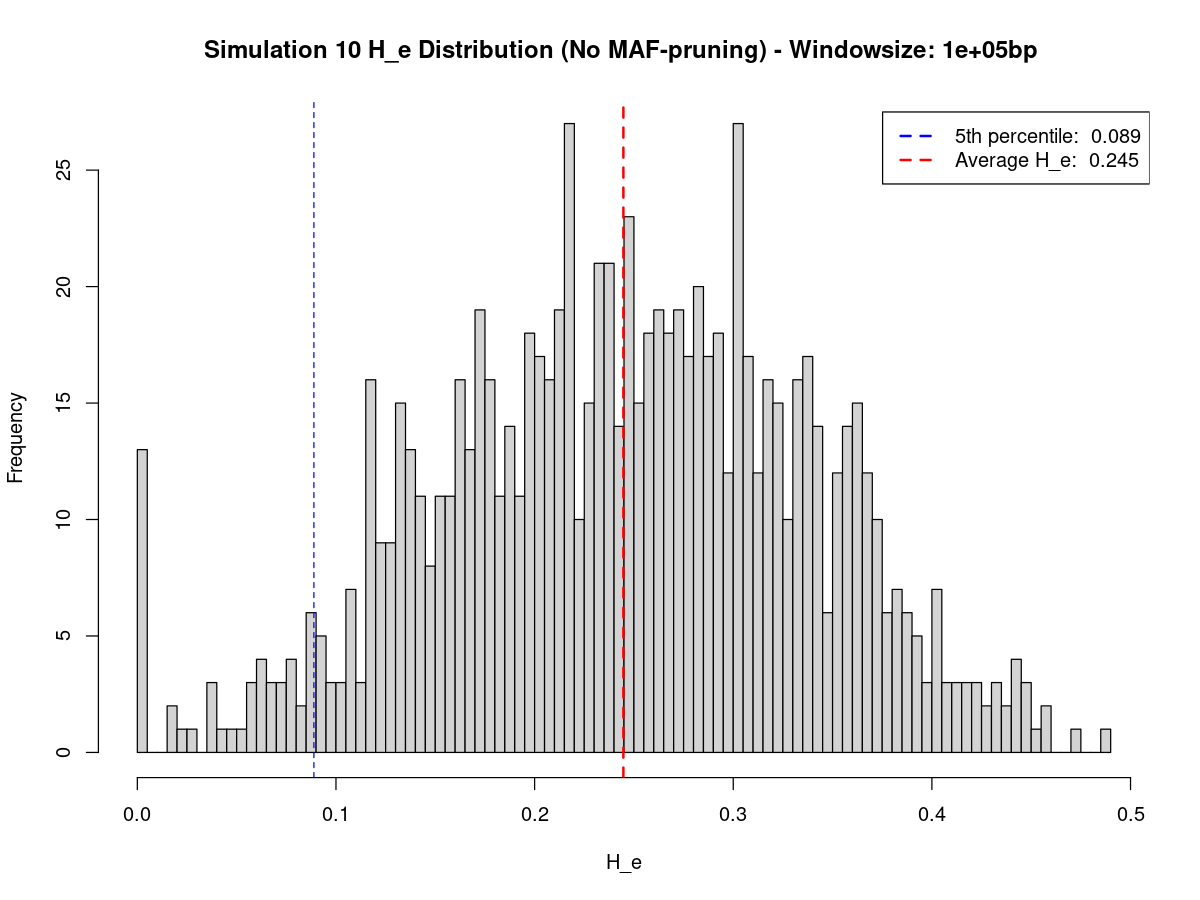 Simulation 10 H_e Distribution (No MAF-pruning) - Windowsize: 1e+05bp
5th percentile: 0.089
Average H_e: 0.245
Frequency
25
20
15
10
5
0
0.0 0.1 0.2 0.3 0.4 0.5
H_e